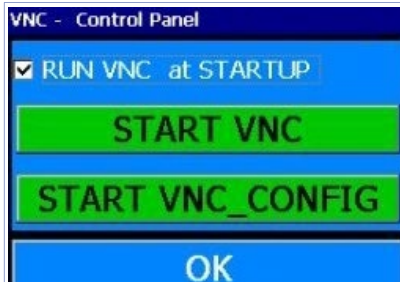 VNC - Control Panel
RUN VNC at STARTUP
START VNC
START VNC_CONFIG
OK